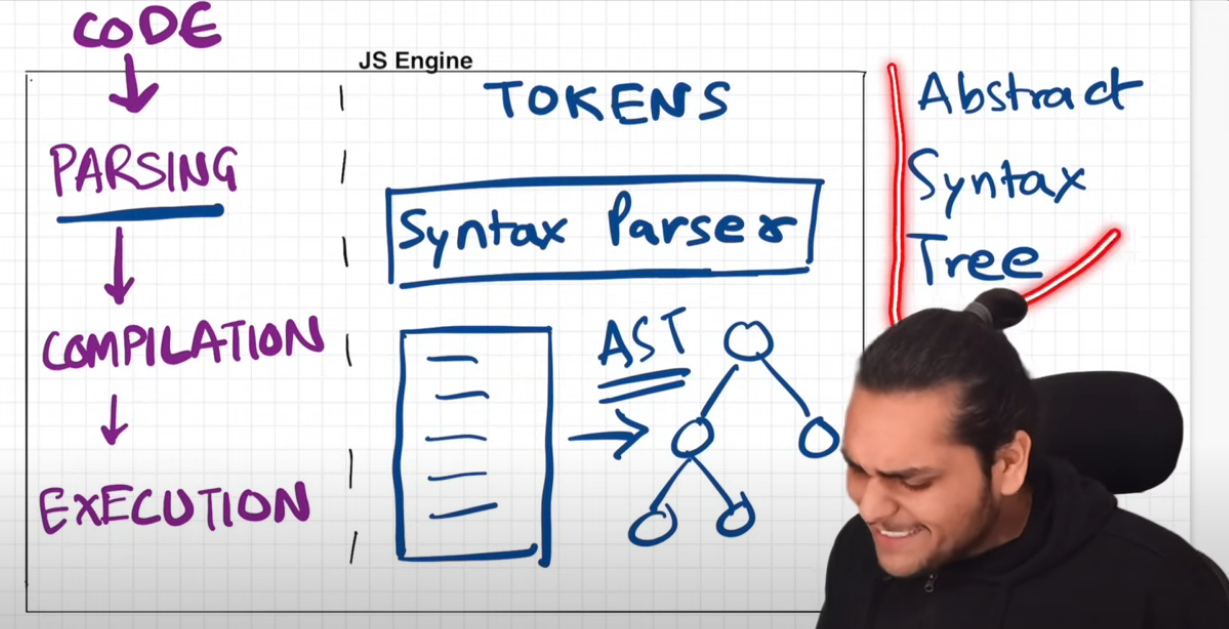 CODE
JS Engine
PARSING
COMPILATION
EXECUTION
TOKENS
Syntax Parser
AST
Abstract
Syntax
Tree